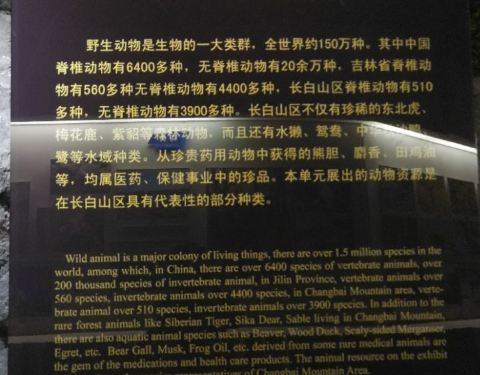 野生动物是生物的一大类群，全世界约150万种。其中中国
脊椎动物有6400多种，无脊椎动物有20余万种，吉林省脊椎动
物有560多种无脊椎动物有4400多种，长白山区脊椎动物有510
多种，无脊椎动物有3900多种。长白山区不仅有珍稀的东北虎、
梅花鹿、紫貂等森林动物，而且还有水獭、鸳鸯、中华
鹭等水域种类。从珍贵药用动物中获得的熊胆、麝香、田鸡油
等，均属医药、保健事业中的珍品。本单元展出的动物资源是
在长白山区具有代表性的部分种类。
Wild animal is a major colony of living things, there are over 1.5 million species in the
world, among which, in China, there are over 6400 species of vertebrate animals, over
200 thousand species of invertebrate animal, in Jilin Province, vertebrate animals over
560 species, invertebrate animals over 4400 species, in Changbai Mountain area, verte-
brate animal over 510 species, invertebrate animals over 3900 species. In addition to the
rare forest animals like Siberian Tiger, Sika Dear, Sable living in Changbai Mountain,
there are also aquatic animal species such as Beaver, Wood Duck, Scaly-sided Merganser,
Egret, etc. Bear Gall, Musk, Frog Oil, etc. derived from some rare medical animals are
the gem of the medications and health care products. The animal resource on the exhibit
representatives of Changbai Mountain Area.